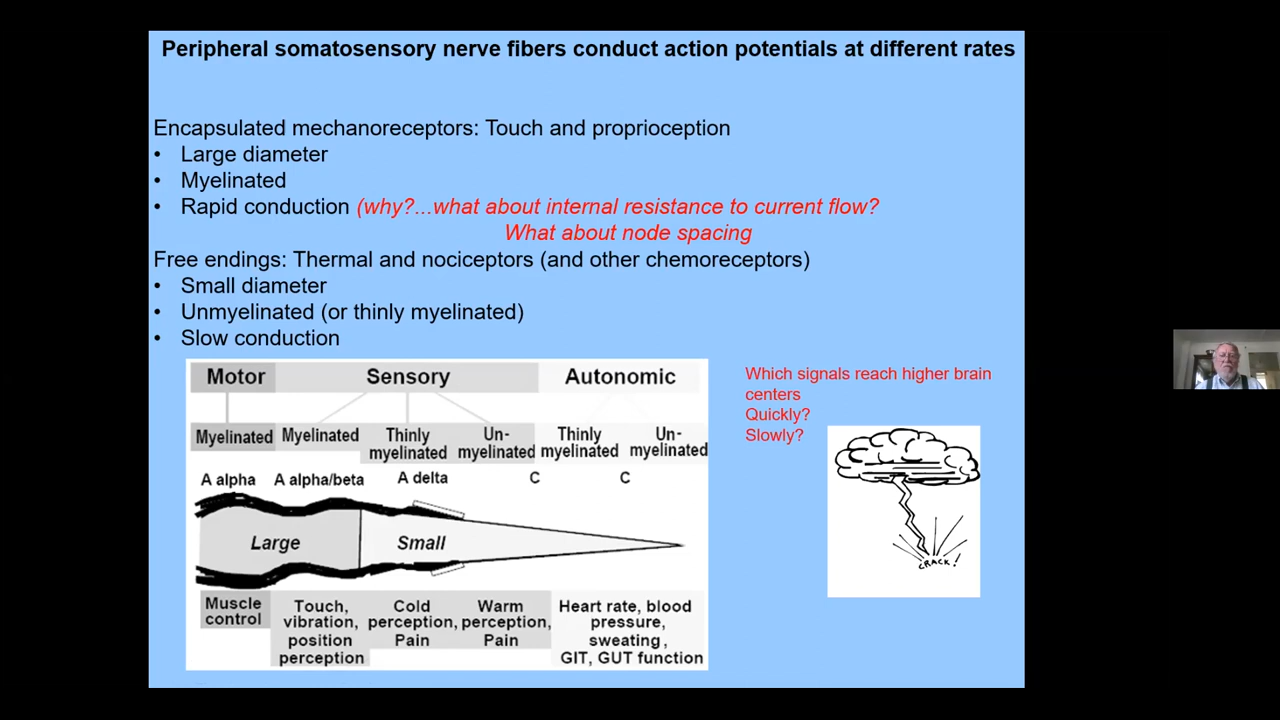 Peripheral somatosensory nerve fibers conduct action potentials at different rates
Encapsulated mechanoreceptors: Touch and proprioception
• Large diameter
• Myelinated
• Rapid conduction (why?...what about internal resistance to current flow?
What about node spacing
Free endings: Thermal and nociceptors (and other chemoreceptors)
• Small diameter
• Unmyelinated (or thinly myelinated)
• Slow conduction
Motor Sensory Autonomic
Myelinated Myelinated Thinly Un- Thinly Un-
myelinated myelinated myelinated myelinated
A alpha A alpha/beta A delta C C
Large Small
Muscle Touch, Cold Warm Heart rate, blood
control vibration, perception, perception, pressure,
position Pain Pain sweating,
perception GIT, GUT function
Which signals reach higher brain
centers
Quickly?
Slowly?
CRACK!